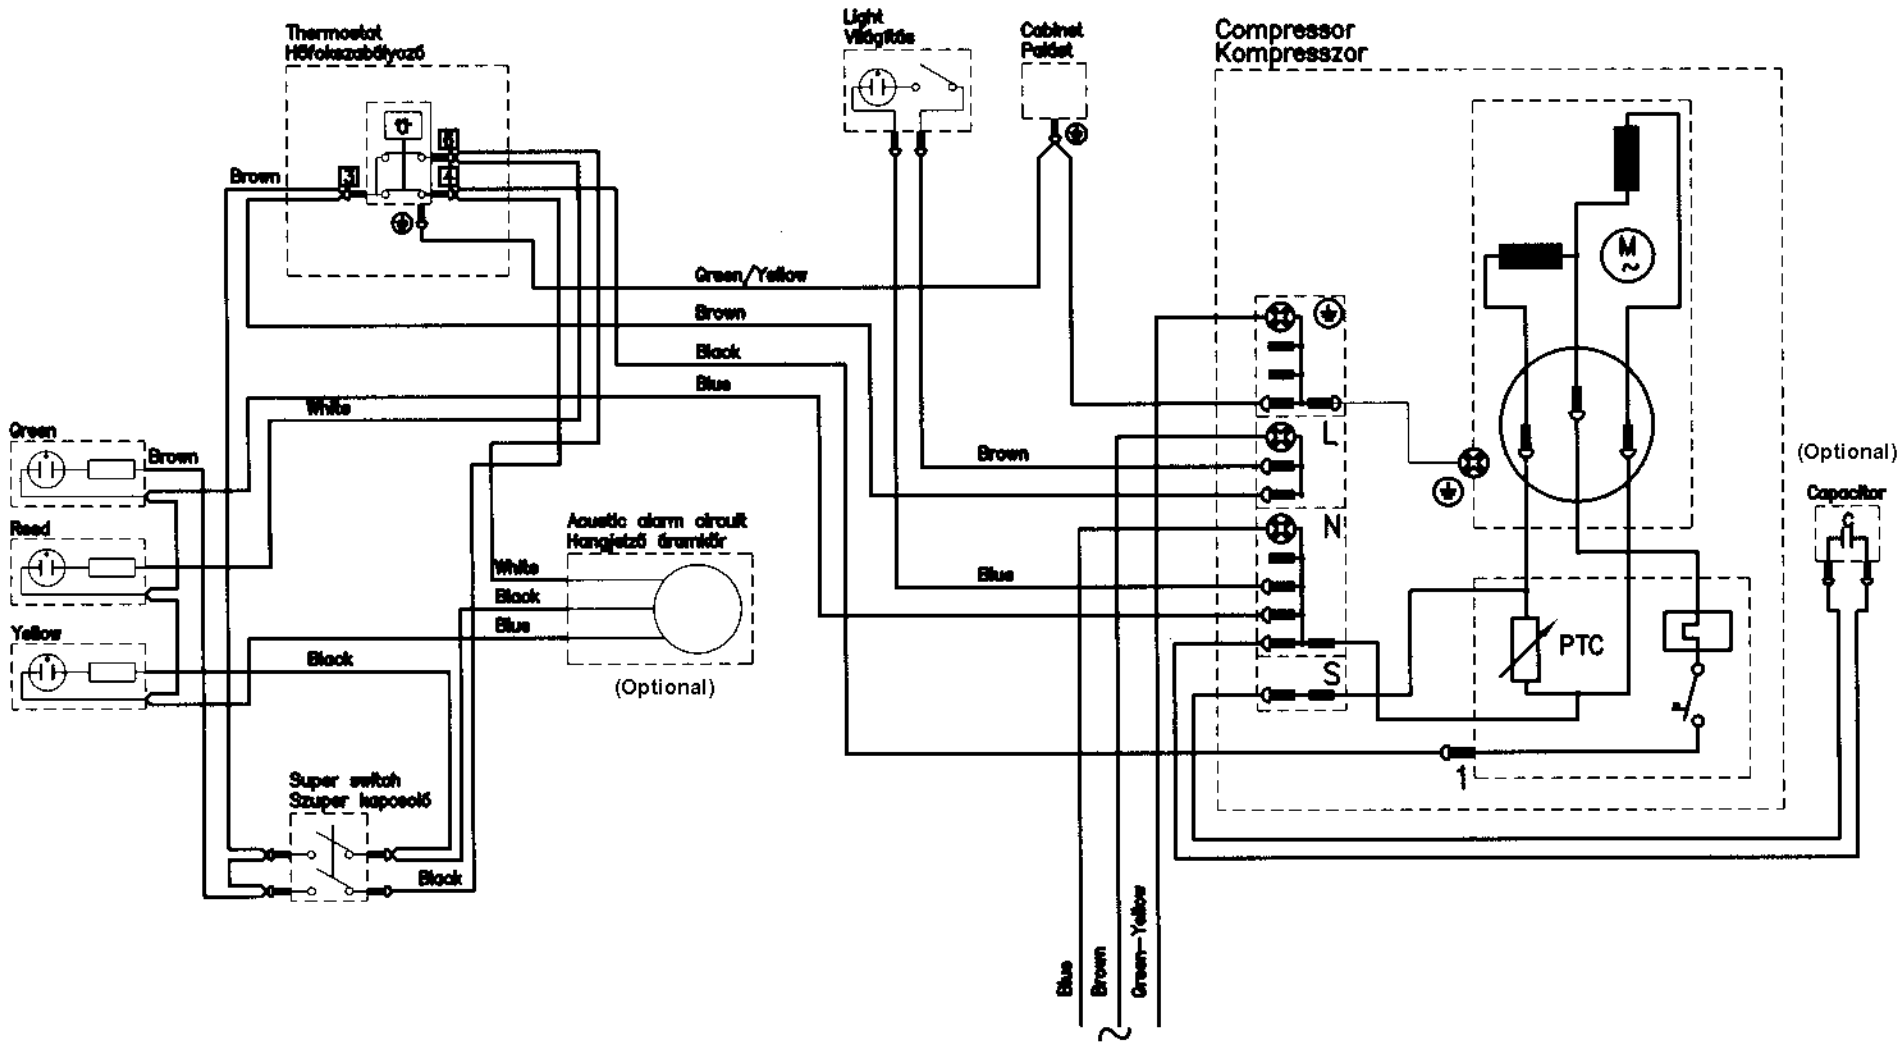 Thermostat
Hőfokszabályozó
Light
Világítás
Cabinet
Palást
Compressor
Kompresszor
6
3
4
Brown
M
~
Green/Yellow
Brown
Black
Blue
White
Green
Brown
L
Brown
(Optional)
Capacitor
C
Reed
Acustic alarm circuit
Hangjelző áramkör
N
White
Blue
Black
Blue
Yellow
Black
PTC
(Optional)
S
1
Super switch
Szuper kapcsoló
Black
Blue
Brown
Green-Yellow
~